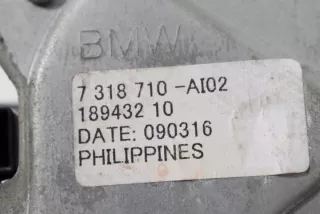 BMW
7 318 710 -AI02
189432 10
DATE: 090316
PHILIPPINES